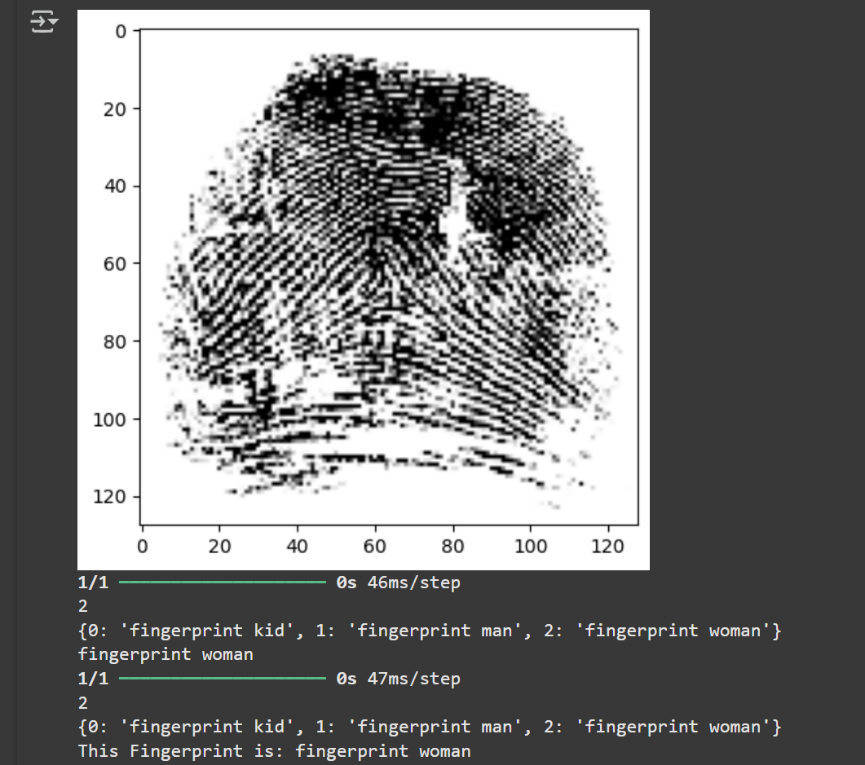 0
20
40
60
80
100
120
0 20 40 60 80 100 120
1/1 ━━━━━━━━━━━━━━━━━━━━ 0s 46ms/step
2
{0: 'fingerprint kid', 1: 'fingerprint man', 2: 'fingerprint woman'}
fingerprint woman
1/1 ━━━━━━━━━━━━━━━━━━━━ 0s 47ms/step
2
{0: 'fingerprint kid', 1: 'fingerprint man', 2: 'fingerprint woman'}
This Fingerprint is: fingerprint woman